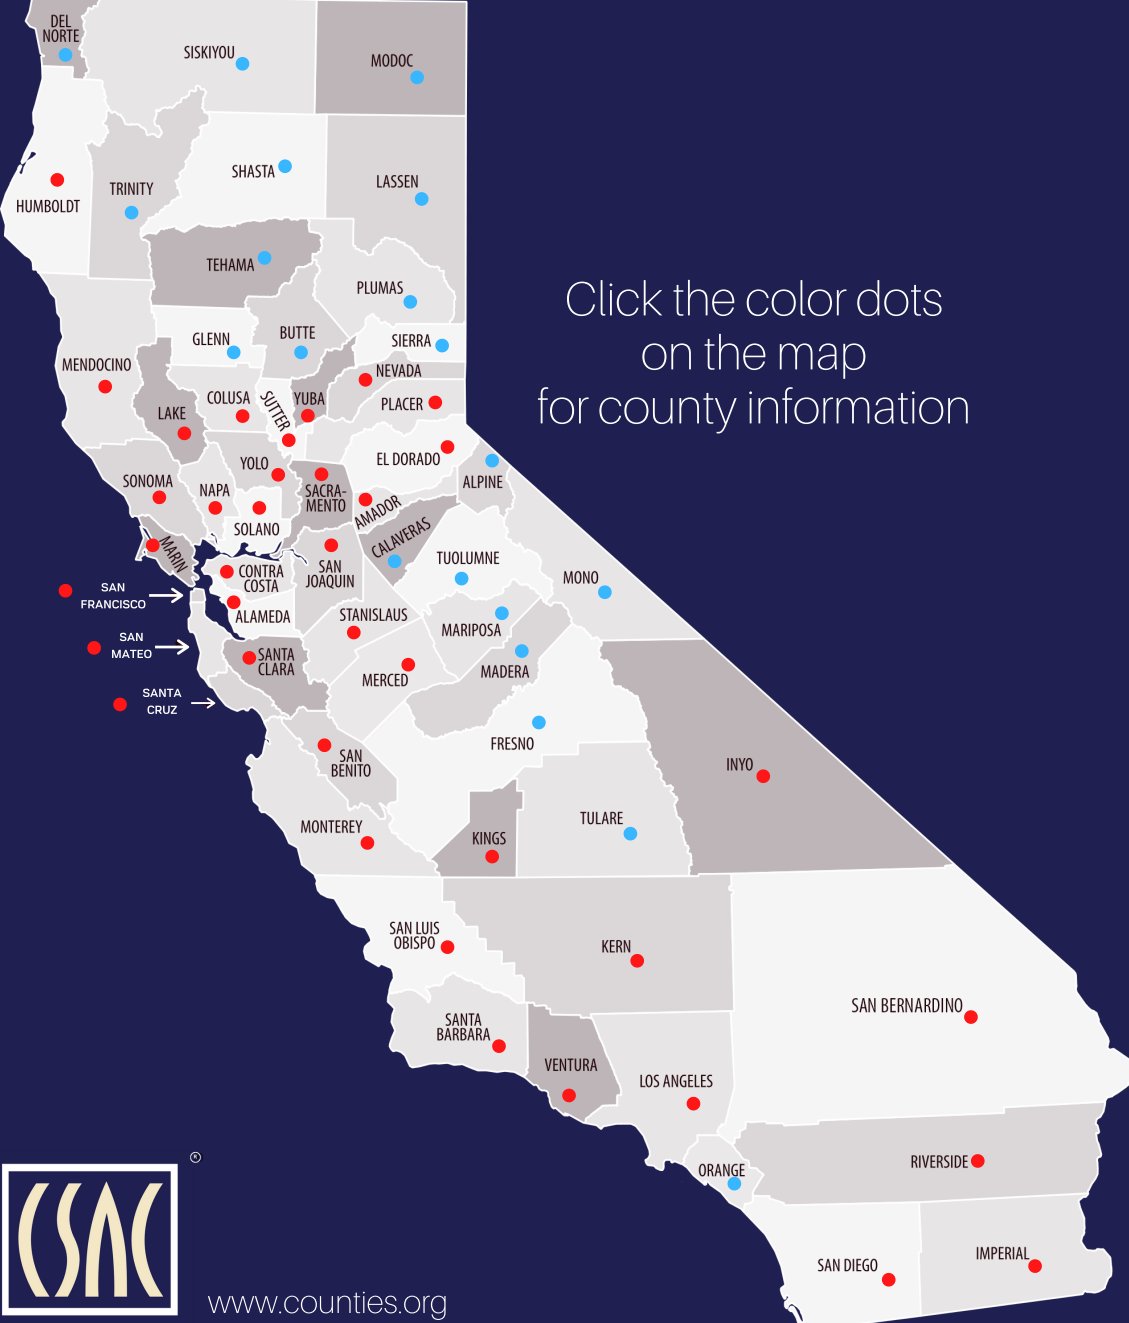 DEL
NORTE
SISKIYOU
MODOC
SHASTA
LASSEN
TRINITY
HUMBOLDT
TEHAMA
PLUMAS
Click the color dots
on the map
for county information
GLENN
BUTTE
SIERRA
MENDOCINO
NEVADA
COLUSA
SUTTER
YUBA
PLACER
LAKE
EL DORADO
YOLO
SONOMA
NAPA
SACRA-
MENTO
ALPINE
AMADOR
SOLANO
CALAVERAS
MARIN
TUOLUMNE
CONTRA
COSTA
SAN
JOAQUIN
MONO
SAN
FRANCISCO
ALAMEDA
STANISLAUS
MARIPOSA
SAN
MATEO
SANTA
CLARA
MERCED
MADERA
SANTA
CRUZ
FRESNO
SAN
BENITO
INYO
MONTEREY
KINGS
TULARE
SAN LUIS
OBISPO
KERN
SAN BERNARDINO
SANTA
BARBARA
VENTURA
LOS ANGELES
ORANGE
RIVERSIDE
SAN DIEGO
IMPERIAL
®
CSAC
www.counties.org